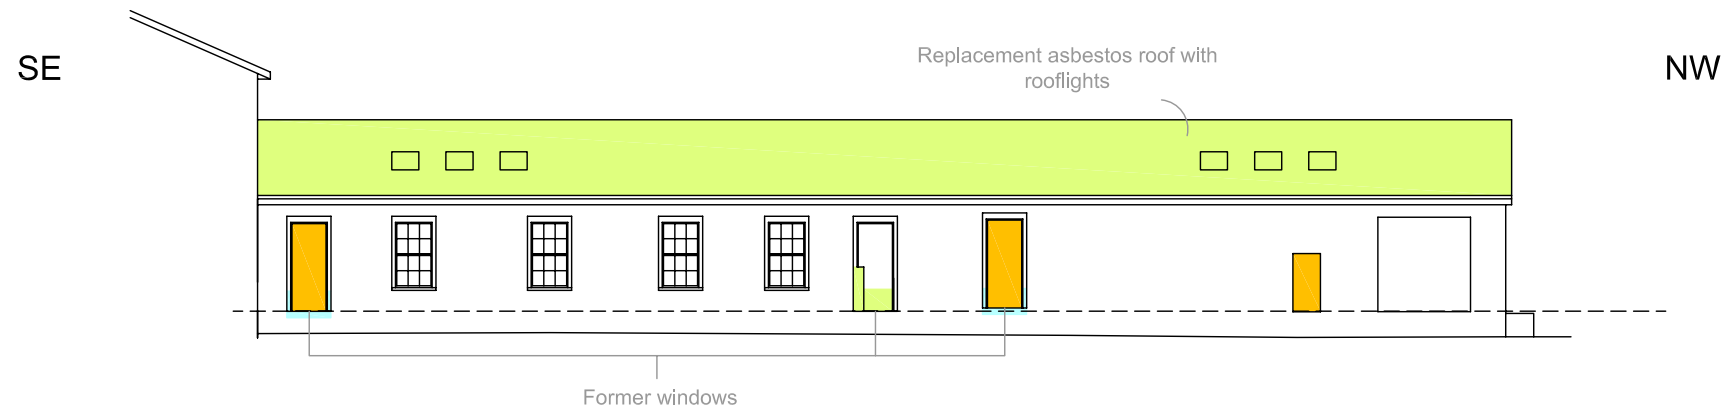 SE
Replacement asbestos roof with
rooflights
NW
Former windows